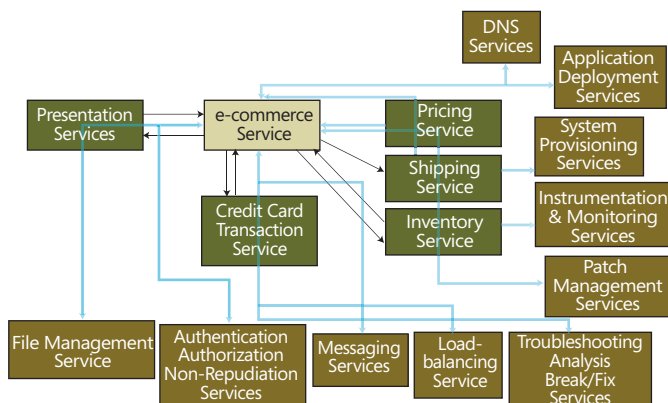 DNS
Services
Application
Deployment
Services
Presentation
Services
e-commerce
Service
Pricing
Service
System
Provisioning
Services
Shipping
Service
Credit Card
Transaction
Service
Inventory
Service
Instrumentation
& Monitoring
Services
Patch
Management
Services
File Management
Service
Authentication
Authorization
Non-Repudiation
Services
Messaging
Services
Load-
balancing
Service
Troubleshooting
Analysis
Break/Fix
Services